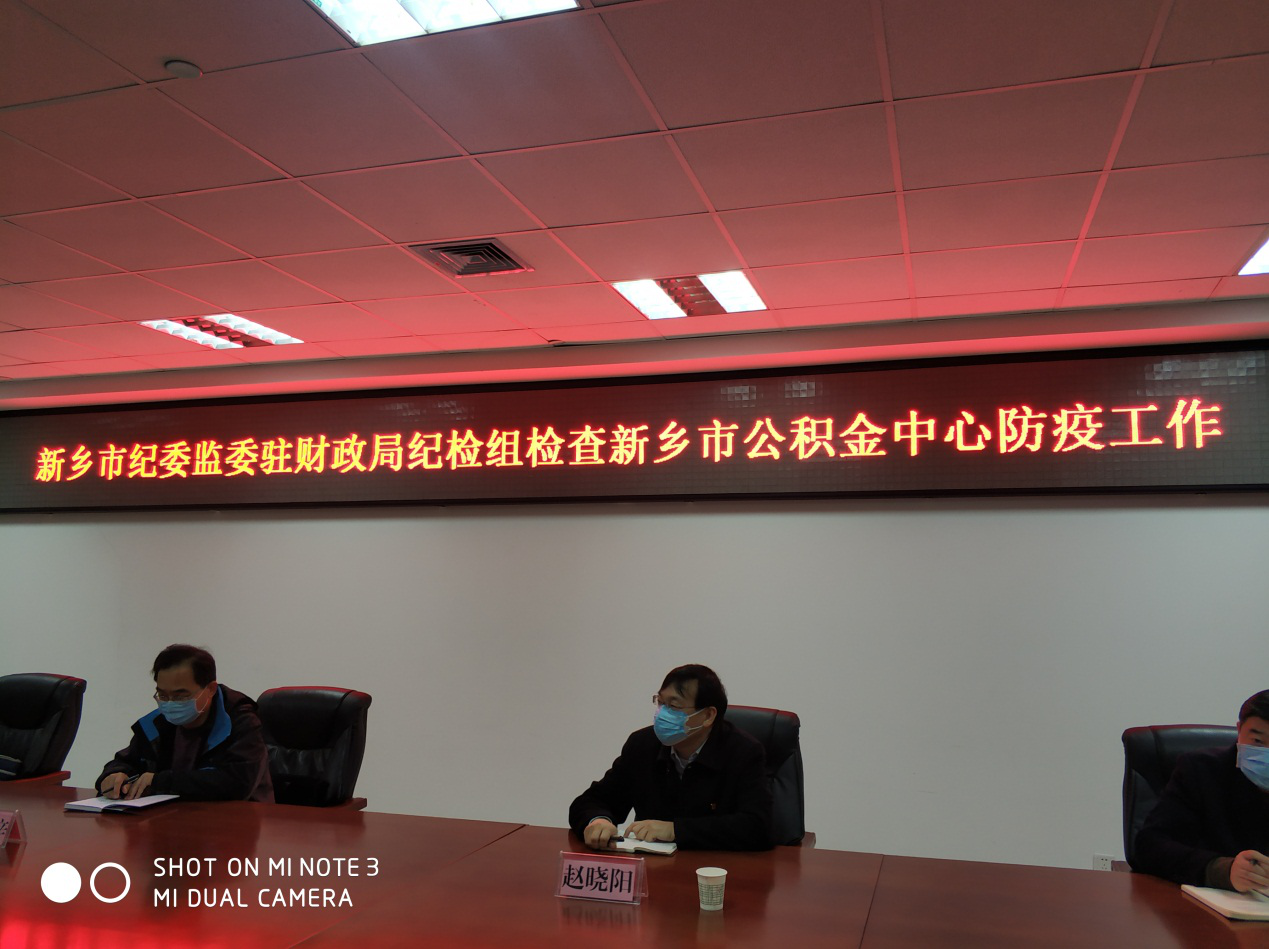 新乡市纪委监委驻财政局纪检组检查新乡市公积金中心防疫工作
赵晓阳
SHOT ON MI NOTE 3
MI DUAL CAMERA